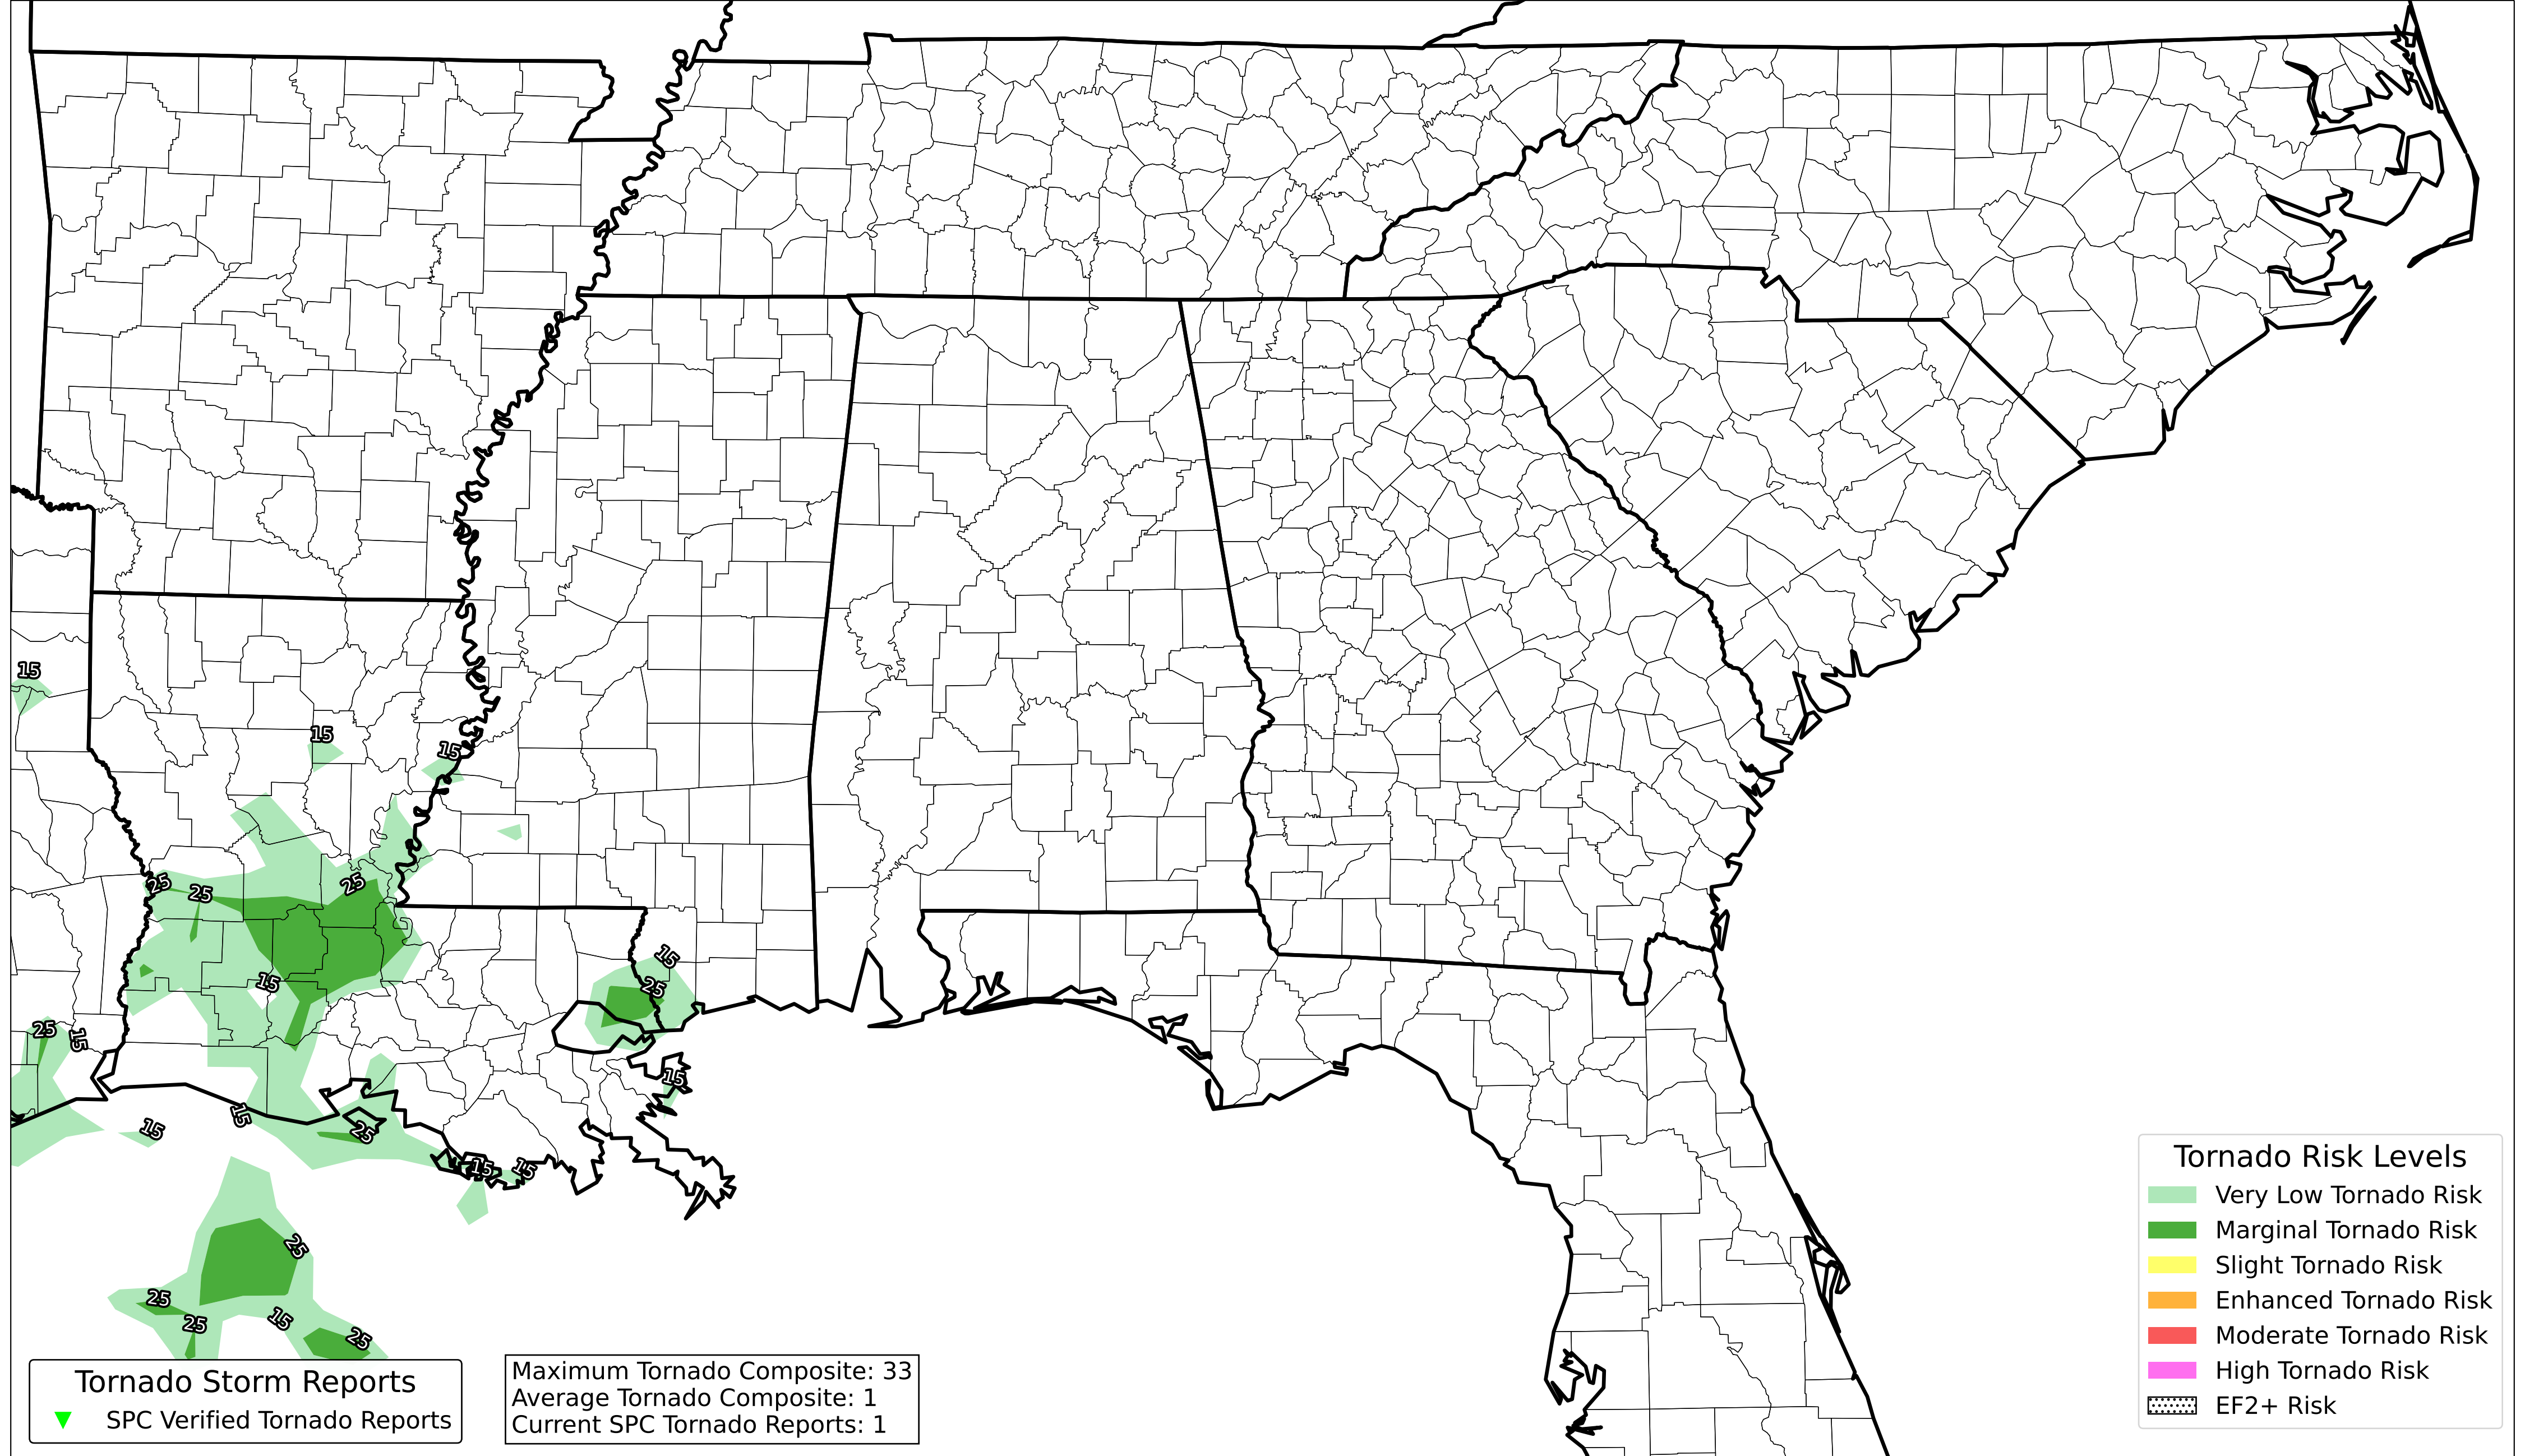 15
15
15
25
25
25
15
25
15
25
15
15
15
15
25
15
15
25
25
25
15
25
Tornado Storm Reports
SPC Verified Tornado Reports
Maximum Tornado Composite: 33
Average Tornado Composite: 1
Current SPC Tornado Reports: 1
Tornado Risk Levels
Very Low Tornado Risk
Marginal Tornado Risk
Slight Tornado Risk
Enhanced Tornado Risk
Moderate Tornado Risk
High Tornado Risk
EF2+ Risk